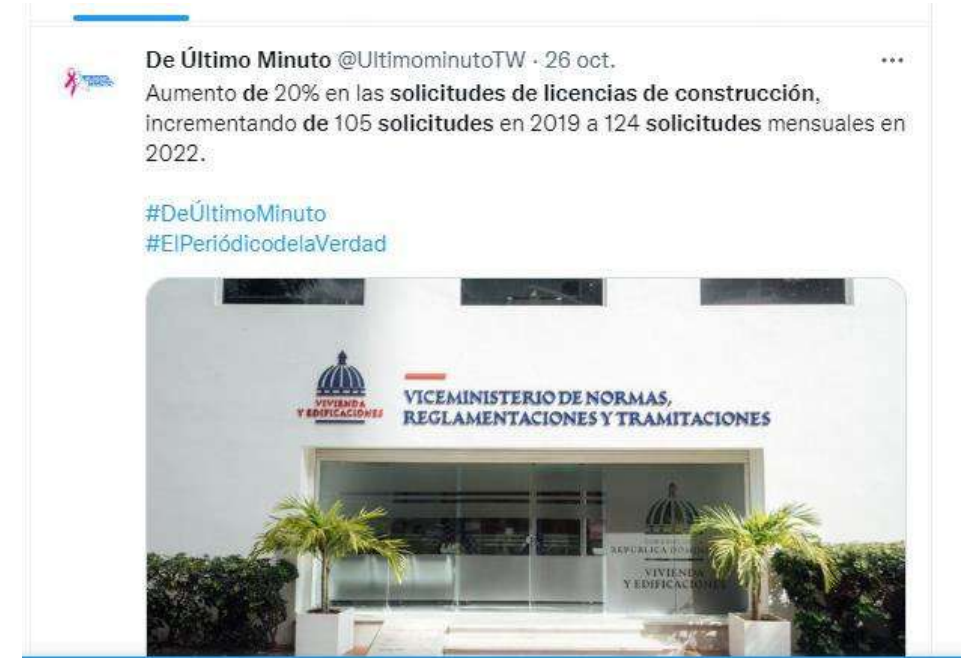 De Último Minuto @UltimominutoTW · 26 oct.
Aumento de 20% en las solicitudes de licencias de construcción,
incrementando de 105 solicitudes en 2019 a 124 solicitudes mensuales en
2022.
#DeÚltimoMinuto
#ElPeriódicodelaVerdad
VIVIENDA
Y EDIFICACIONES
VICEMINISTERIO DE NORMAS,
REGLAMENTACIONES Y TRAMITACIONES
VIVIENDA
Y EDIFICACIONES